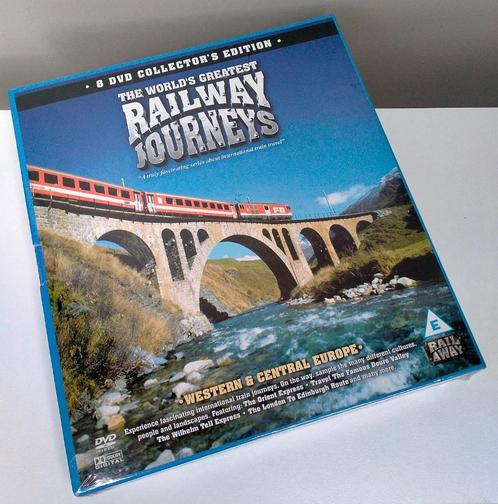 • 8 DVD COLLECTOR'S EDITION •
THE WORLD'S GREATEST
RAILWAY
JOURNEYS
"A truly fascinating series about international train travel"
• WESTERN & CENTRAL EUROPE •
Experience fascinating international train journeys. On the way, sample the many different cultures,
people and landscapes. Featuring: The Orient Express • Travel The Famous Douro Valley
The Wilhelm Tell Express • The London To Edinburgh Route and many more.
E
RAIL
AWAY
DVD
VIDEO
DOLBY
DIGITAL